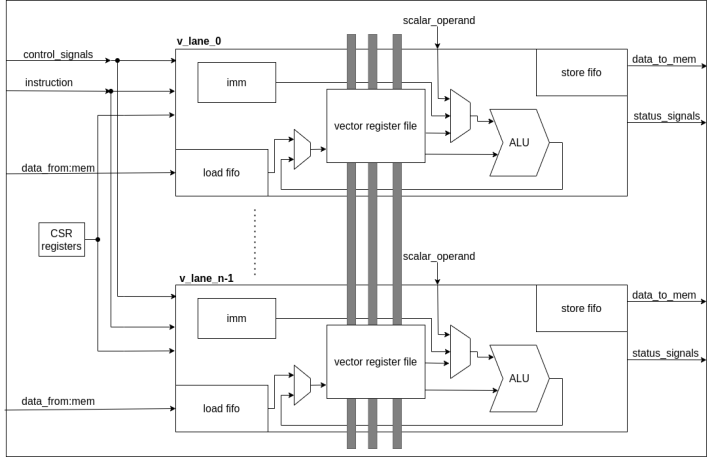 scalar_operand
v_lane_0
control_signals
instruction
imm
store fifo
data_to_mem
status_signals
vector register file
ALU
data_from:mem
load fifo
CSR
registers
scalar_operand
v_lane_n-1
imm
store fifo
data_to_mem
status_signals
vector register file
ALU
data_from:mem
load fifo